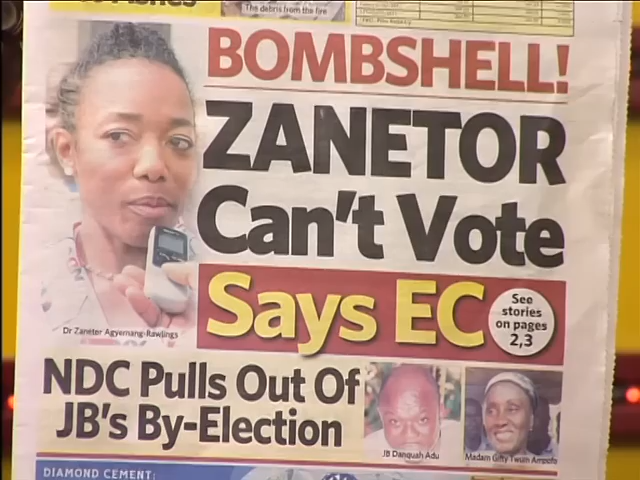 The debris from the fire
BOMBSHELL!
ZANETOR
Can't Vote
Says EC
See
stories
on pages
2,3
Dr Zaneter Agyemang-Rawlings
NDC Pulls Out Of
JB's By-Election
JB Danquah Adu
Madam Gifty Twum Ampofo
DIAMOND CEMENT: